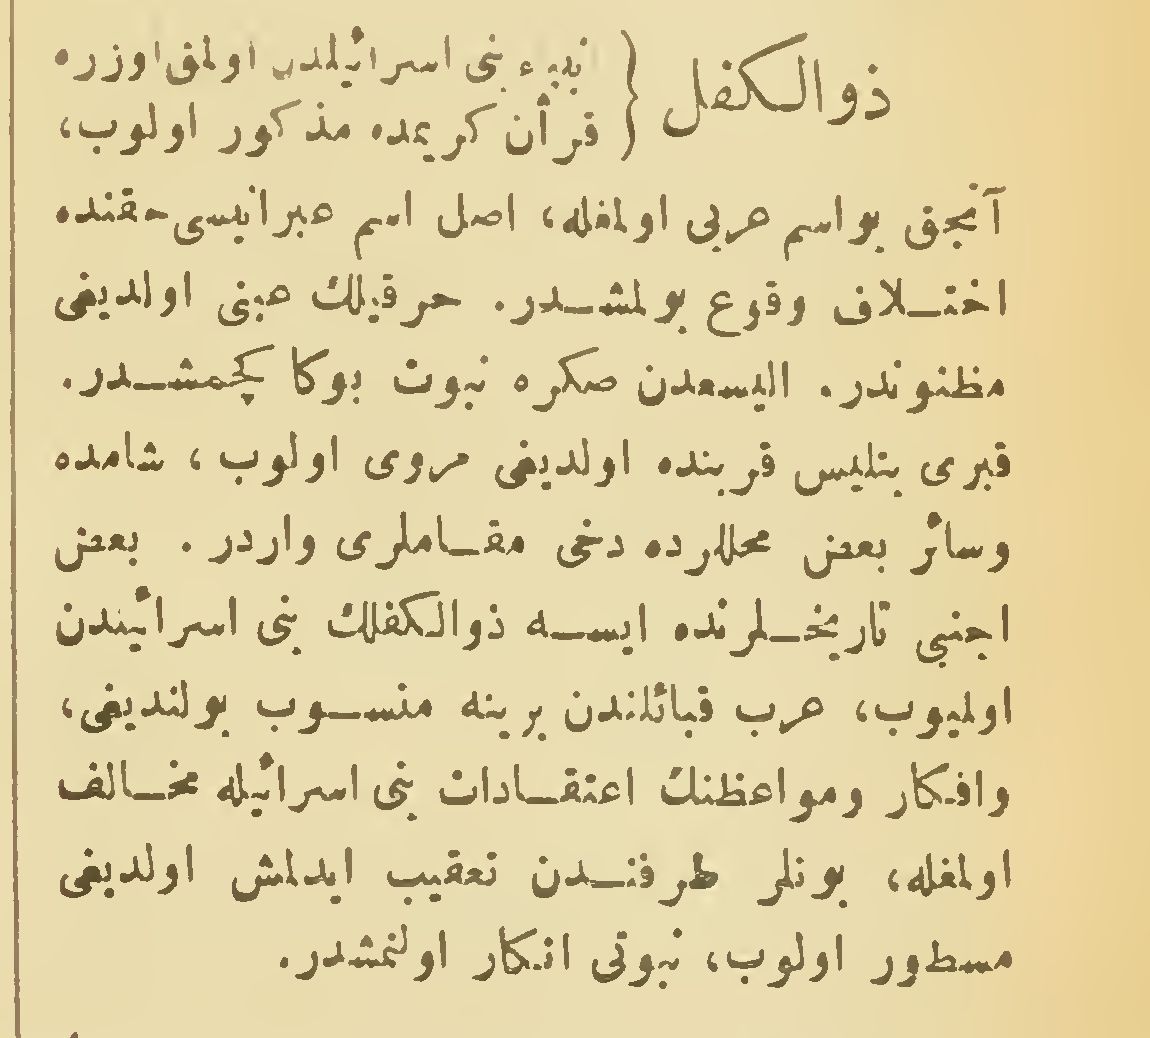 ذوالکفل { انبیاء بنی اسرائیلدن اولمق اوزره
قرآن کریمده مذکور اولوب،
آنجق بو اسم عربی اولمغله، اصل اسم عبرانیسی حقنده
اختلاف وقوع بولمشدر. حزقیلك عینی اولدیغی
مظنوندر. الیسعدن صکره نبوت بوکا کچمشدر.
قبری بتلیس قربنده اولدیغی مروی اولوب، شامده
وسائر بعض محللرده دخی مقاملری واردر. بعض
اجنبی تاریخلرنده ایسه ذوالکفلك بنی اسرائیندن
اولمیوب، عرب قبائلندن برینه منسوب بولندیغی،
وافکار ومواعظنك اعتقادات بنی اسرائیله مخالف
اولمغله، بونلر طرفندن تعقیب ایدلمش اولدیغی
مسطور اولوب، نبوتی انکار اولنمشدر.